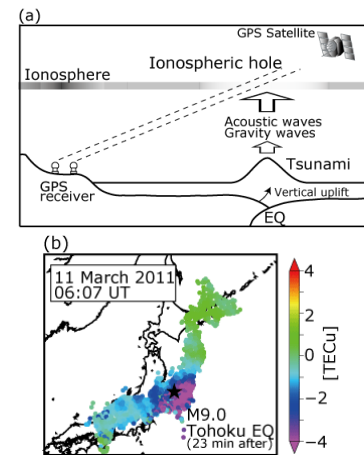 (a)
GPS Satellite
Ionospheric hole
Ionosphere
Acoustic waves
Gravity waves
Tsunami
GPS
receiver
Vertical uplift
EQ
(b)
11 March 2011
06:07 UT
M9.0
Tohoku EQ
(23 min after)
4
2
0
−2
−4
[TECu]